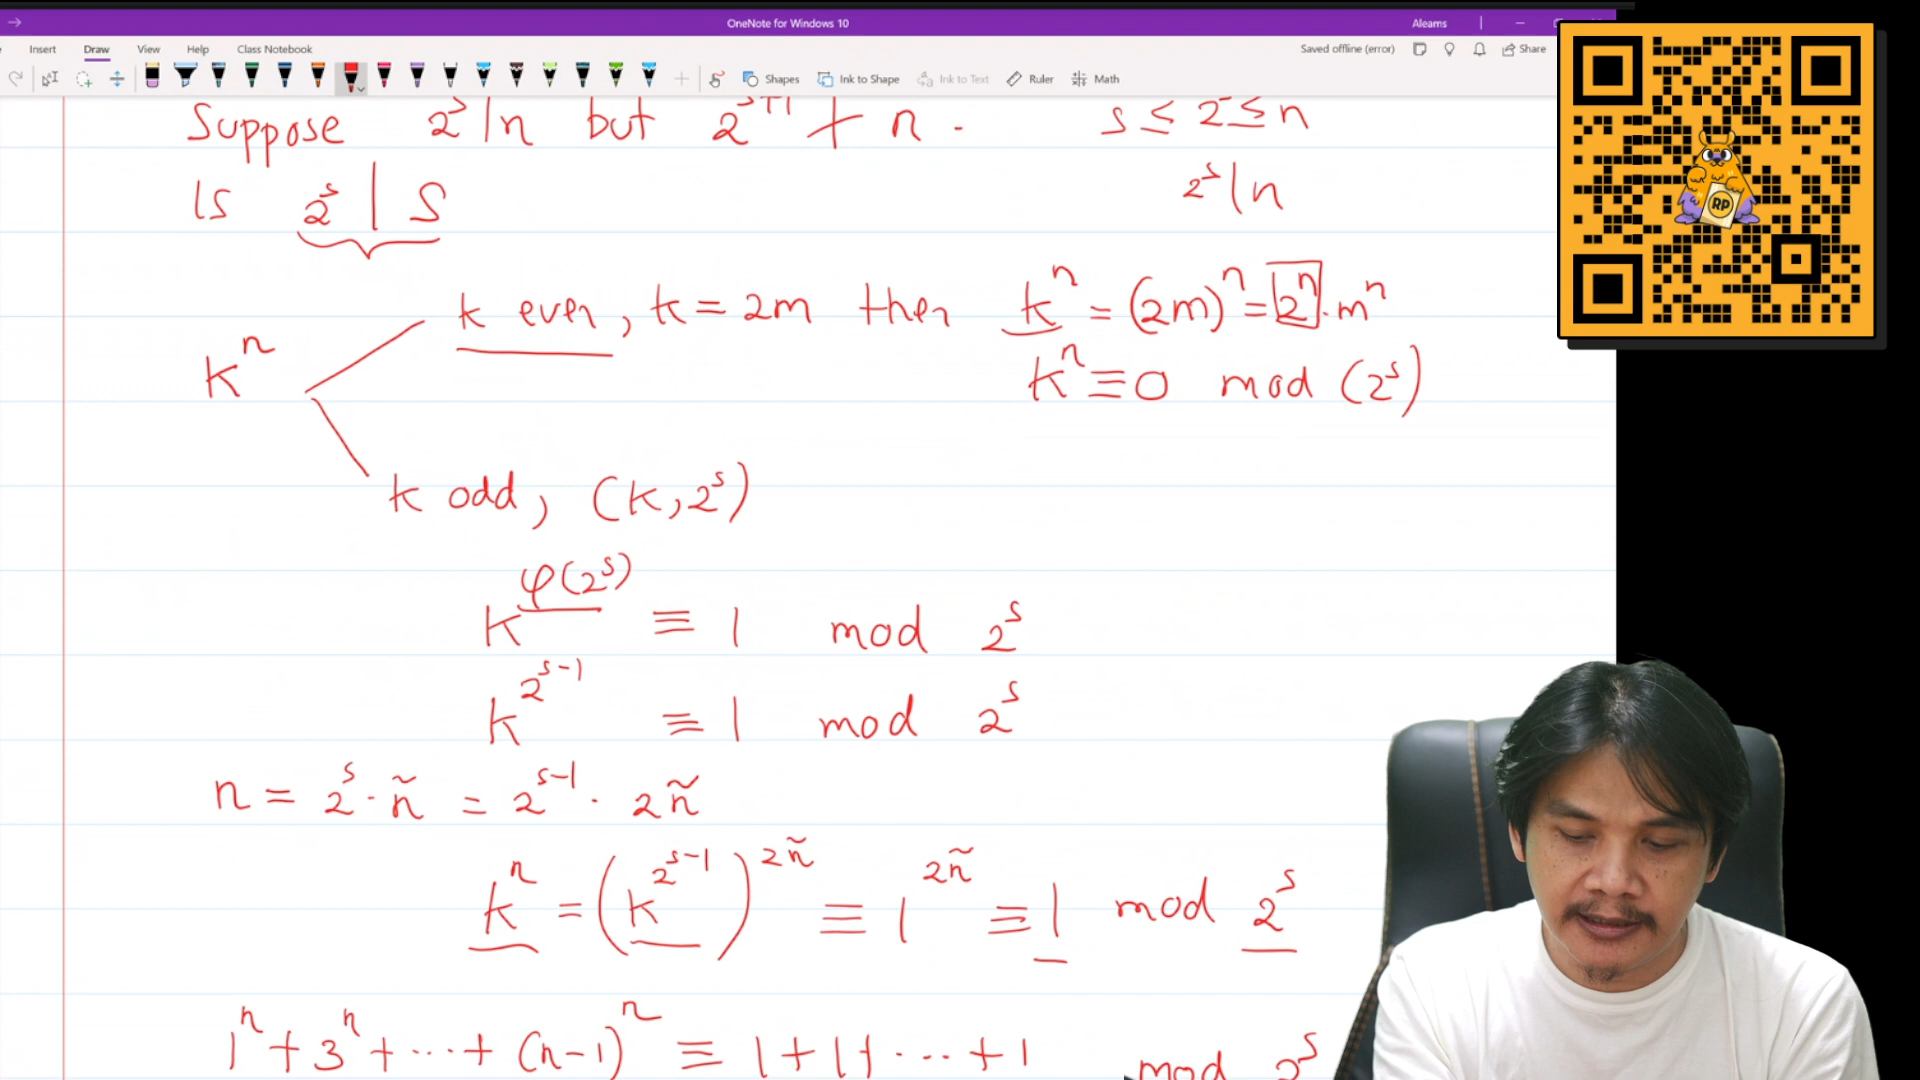 OneNote for Windows 10
Aleams
Insert Draw View Help Class Notebook
Saved offline (error) Share
Shapes Ink to Shape Ink to Text Ruler Math
Suppose 2^s | n but 2^{s+1} ∤ n . s ≤ 2^s ≤ n
Is 2^s | S 2^s | n
k even, k = 2m then k^n = (2m)^n = 2^n · m^n
k^n
k^n ≡ 0 mod (2^s)
k odd, (k, 2^s)
k^{φ(2^s)} ≡ 1 mod 2^s
k^{2^{s-1}} ≡ 1 mod 2^s
n = 2^s · ñ = 2^{s-1} · 2ñ
k^n = (k^{2^{s-1}})^{2ñ} ≡ 1^{2ñ} ≡ 1 mod 2^s
1^n + 3^n + ... + (n-1)^n ≡ 1 + 1 + ... + 1 mod 2^s
RP